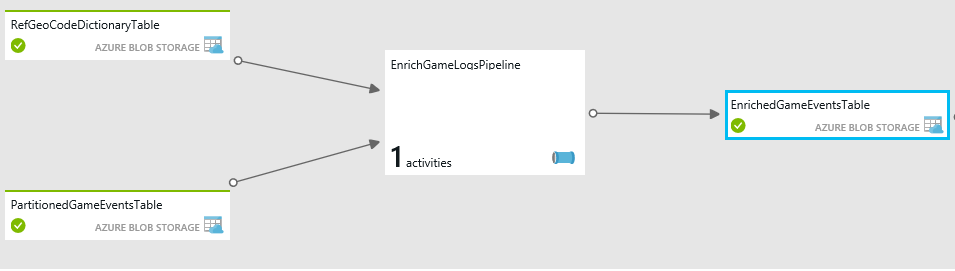 RefGeoCodeDictionaryTable
AZURE BLOB STORAGE
EnrichGameLogsPipeline
1 activities
EnrichedGameEventsTable
AZURE BLOB STORAGE
PartitionedGameEventsTable
AZURE BLOB STORAGE